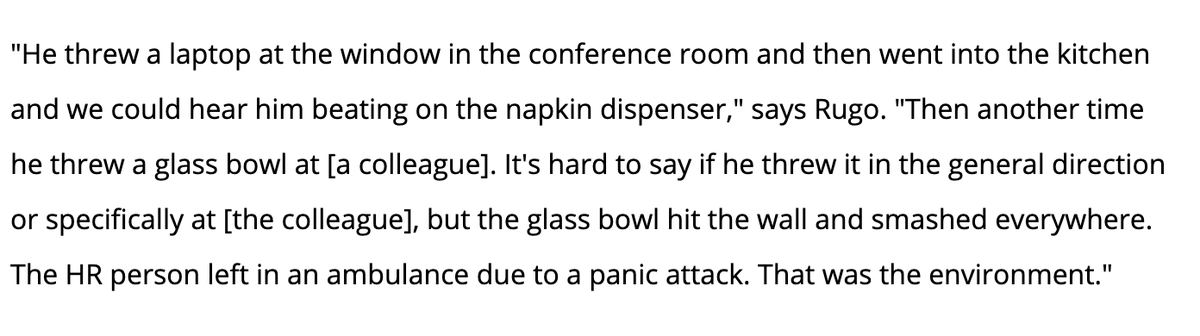 "He threw a laptop at the window in the conference room and then went into the kitchen
and we could hear him beating on the napkin dispenser," says Rugo. "Then another time
he threw a glass bowl at [a colleague]. It's hard to say if he threw it in the general direction
or specifically at [the colleague], but the glass bowl hit the wall and smashed everywhere.
The HR person left in an ambulance due to a panic attack. That was the environment."